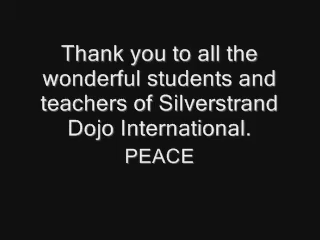 Thank you to all the
wonderful students and
teachers of Silverstrand
Dojo International.
PEACE